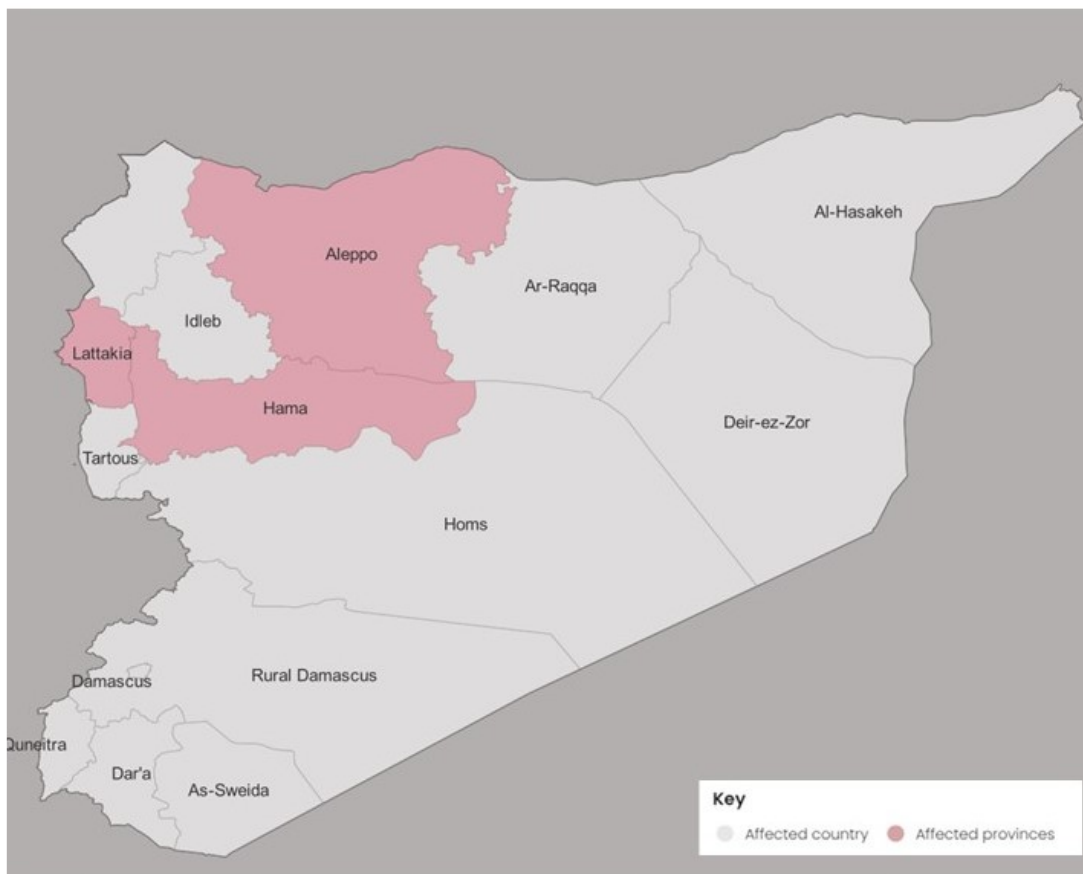 Al-Hasakeh
Aleppo
Ar-Raqqa
Idleb
Lattakia
Hama
Deir-ez-Zor
Tartous
Homs
Rural Damascus
Damascus
Quneitra
Dar'a
As-Sweida
Key
Affected country
Affected provinces